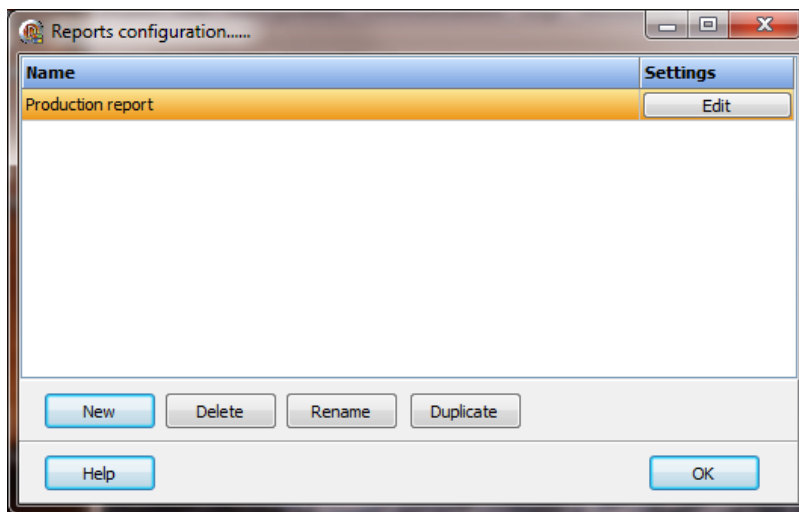 Reports configuration......
Name Settings
Production report Edit
New Delete Rename Duplicate
Help OK